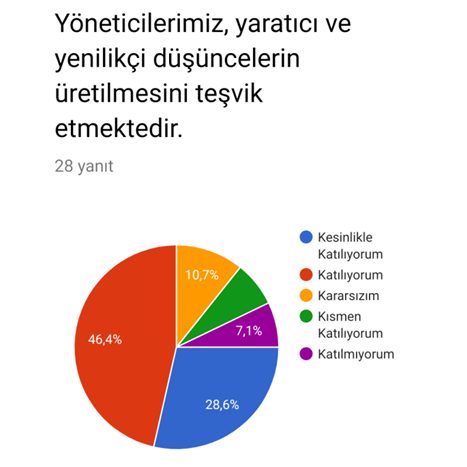 Yöneticilerimiz, yaratıcı ve
yenilikçi düşüncelerin
üretilmesini teşvik
etmektedir.
28 yanıt
Kesinlikle
Katılıyorum
Katılıyorum
Kararsızım
Kısmen
Katılıyorum
Katılmıyorum
10,7%
46,4%
7,1%
28,6%